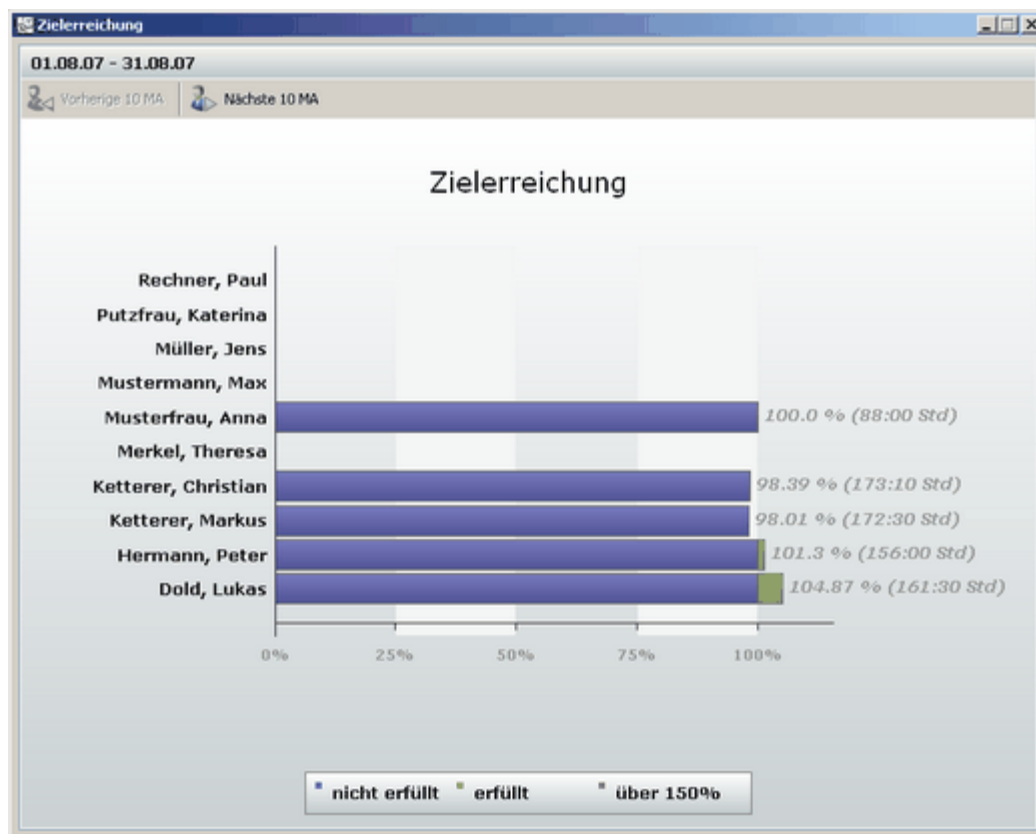 Zielerreichung
01.08.07 - 31.08.07
Vorherige 10 MA Nächste 10 MA
Zielerreichung
Rechner, Paul
Putzfrau, Katerina
Müller, Jens
Mustermann, Max
Musterfrau, Anna 100.0 % (88:00 Std)
Merkel, Theresa
Ketterer, Christian 98.39 % (173:10 Std)
Ketterer, Markus 98.01 % (172:30 Std)
Hermann, Peter 101.3 % (156:00 Std)
Dold, Lukas 104.87 % (161:30 Std)
0% 25% 50% 75% 100%
nicht erfüllt erfüllt über 150%